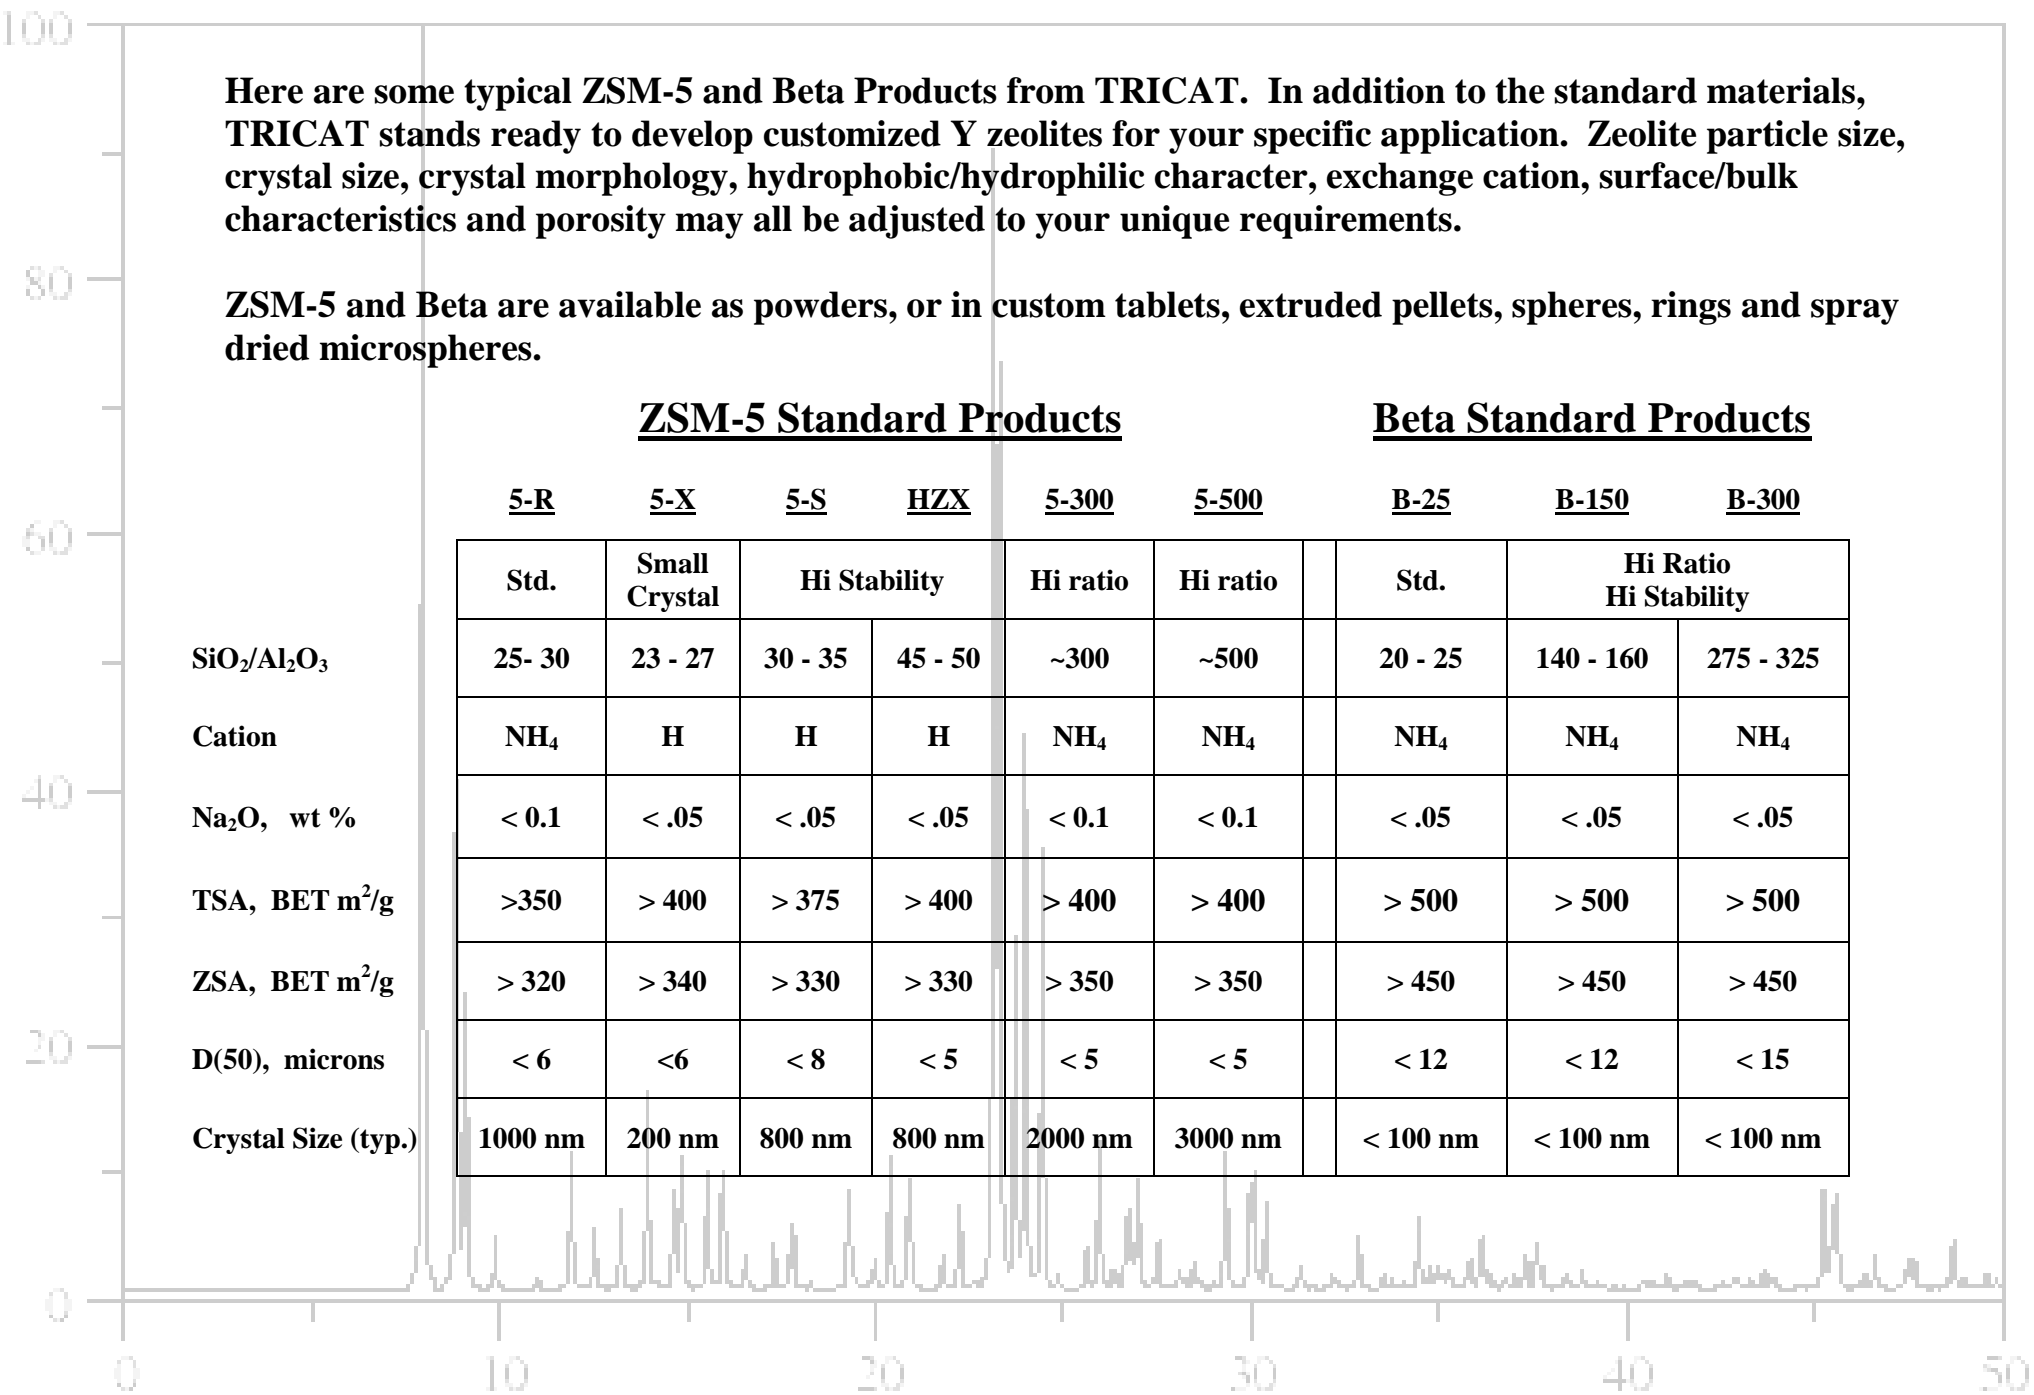 100
Here are some typical ZSM-5 and Beta Products from TRICAT.  In addition to the standard materials,
TRICAT stands ready to develop customized Y zeolites for your specific application.  Zeolite particle size,
crystal size, crystal morphology, hydrophobic/hydrophilic character, exchange cation, surface/bulk
characteristics and porosity may all be adjusted to your unique requirements.
80
ZSM-5 and Beta are available as powders, or in custom tablets, extruded pellets, spheres, rings and spray
dried microspheres.
ZSM-5 Standard Products Beta Standard Products
5-R 5-X 5-S HZX 5-300 5-500 B-25 B-150 B-300
60
Std. Small Crystal Hi Stability Hi ratio Hi ratio Std. Hi Ratio Hi Stability
SiO₂/Al₂O₃ 25- 30 23 - 27 30 - 35 45 - 50 ~300 ~500 20 - 25 140 - 160 275 - 325
Cation NH₄ H H H NH₄ NH₄ NH₄ NH₄ NH₄
40
Na₂O,   wt % < 0.1 < .05 < .05 < .05 < 0.1 < 0.1 < .05 < .05 < .05
TSA,  BET m²/g >350 > 400 > 375 > 400 > 400 > 400 > 500 > 500 > 500
ZSA,  BET m²/g > 320 > 340 > 330 > 330 > 350 > 350 > 450 > 450 > 450
20
D(50),  microns < 6 <6 < 8 < 5 < 5 < 5 < 12 < 12 < 15
Crystal Size (typ.) 1000 nm 200 nm 800 nm 800 nm 2000 nm 3000 nm < 100 nm < 100 nm < 100 nm
0
0 10 20 30 40 50